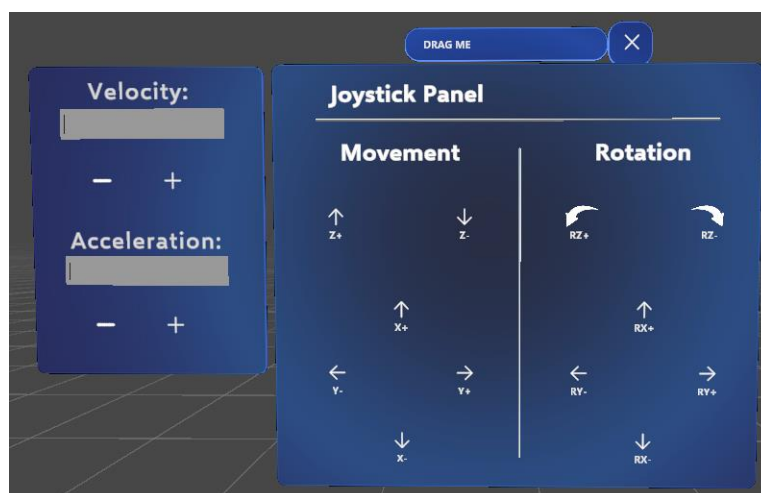 DRAG ME
Velocity:
Acceleration:
Joystick Panel
Movement
Z+ Z-
X+
Y- Y+
X-
Rotation
RZ+ RZ-
RX+
RY- RY+
RX-